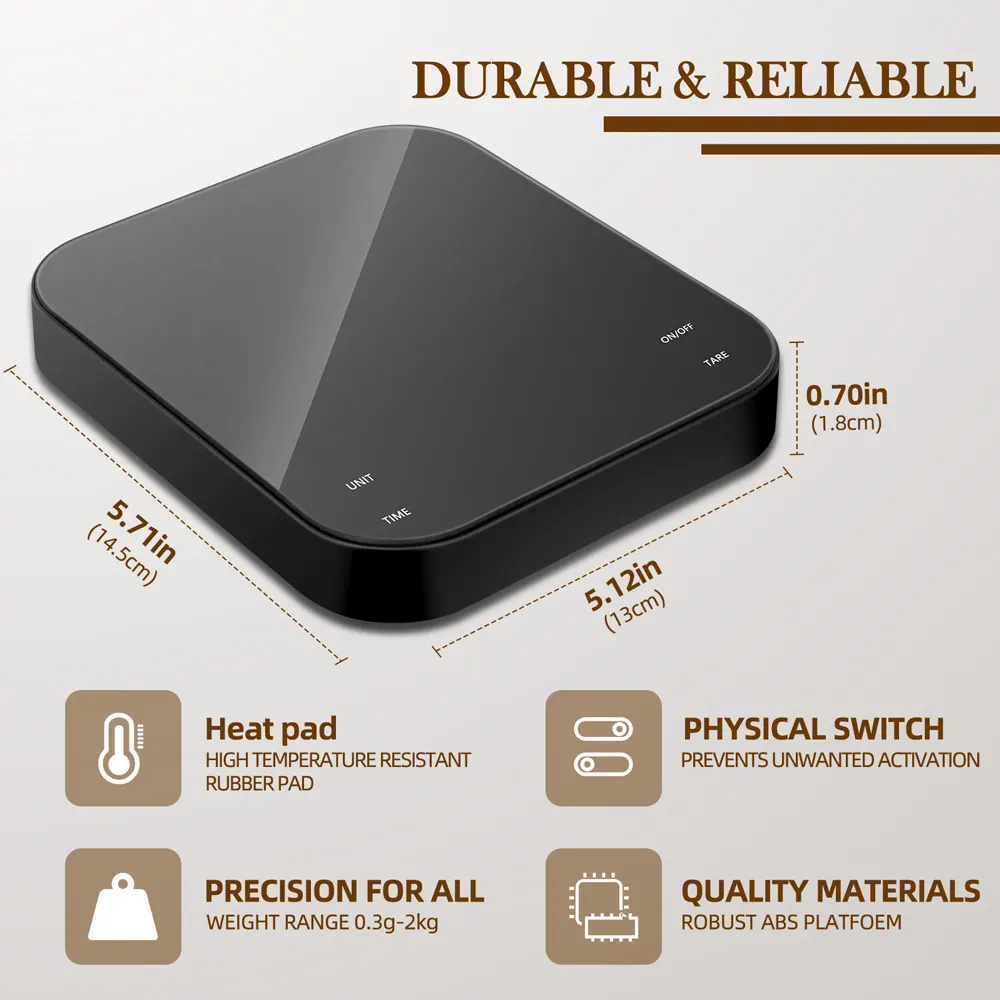 DURABLE & RELIABLE
ON/OFF
TARE
0.70in
(1.8cm)
UNIT
TIME
5.71in
(14.5cm)
5.12in
(13cm)
Heat pad
HIGH TEMPERATURE RESISTANT
RUBBER PAD
PHYSICAL SWITCH
PREVENTS UNWANTED ACTIVATION
PRECISION FOR ALL
WEIGHT RANGE 0.3g-2kg
QUALITY MATERIALS
ROBUST ABS PLATFOEM